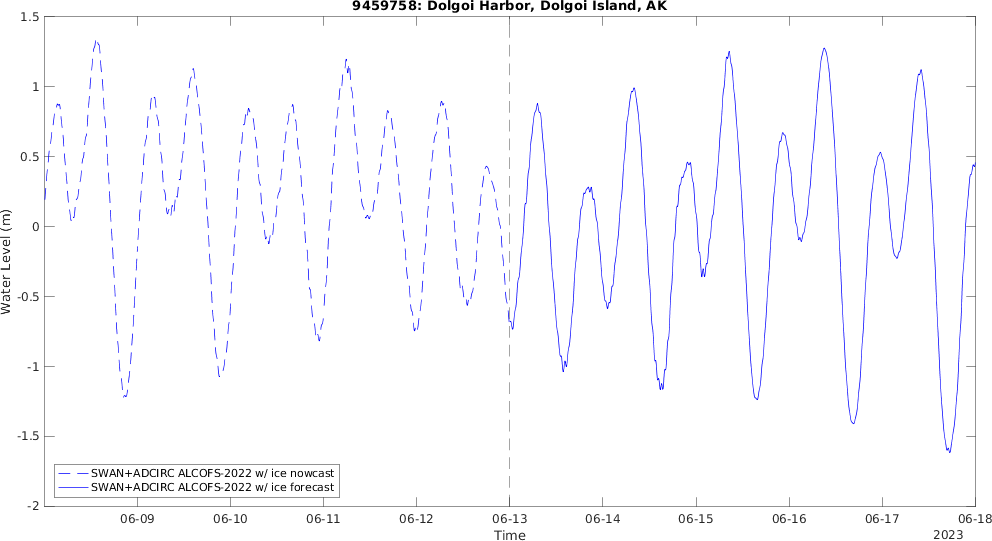 9459758: Dolgoi Harbor, Dolgoi Island, AK
1.5
1
0.5
0
-0.5
-1
-1.5
-2
Water Level (m)
SWAN+ADCIRC ALCOFS-2022 w/ ice nowcast
SWAN+ADCIRC ALCOFS-2022 w/ ice forecast
06-09 06-10 06-11 06-12 06-13 06-14 06-15 06-16 06-17 06-18
Time
2023